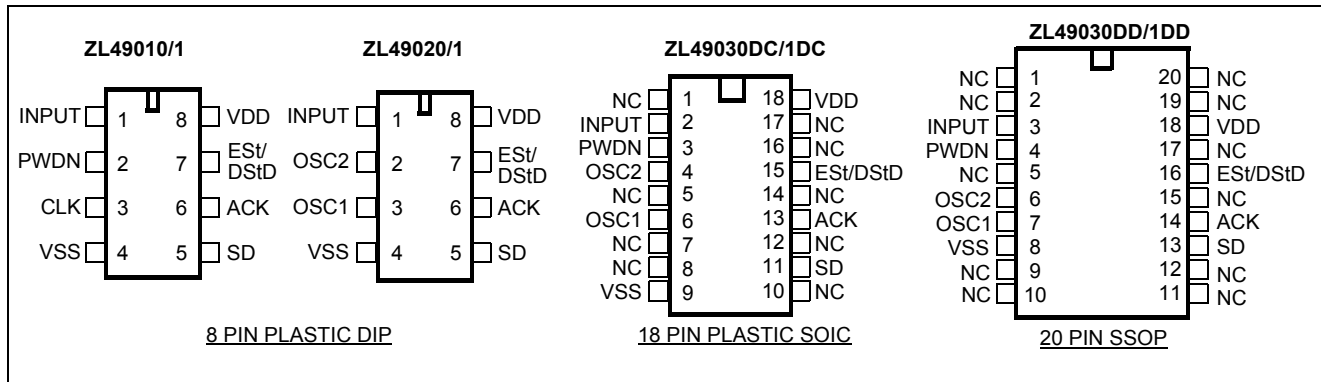 ZL49010/1
INPUT 1 8 VDD
PWDN 2 7 ESt/
DStD
CLK 3 6 ACK
VSS 4 5 SD
ZL49020/1
INPUT 1 8 VDD
OSC2 2 7 ESt/
DStD
OSC1 3 6 ACK
VSS 4 5 SD
8 PIN PLASTIC DIP
ZL49030DC/1DC
NC 1 18 VDD
INPUT 2 17 NC
PWDN 3 16 NC
OSC2 4 15 ESt/DStD
NC 5 14 NC
OSC1 6 13 ACK
NC 7 12 NC
NC 8 11 SD
VSS 9 10 NC
18 PIN PLASTIC SOIC
ZL49030DD/1DD
NC 1 20 NC
NC 2 19 NC
INPUT 3 18 VDD
PWDN 4 17 NC
NC 5 16 ESt/DStD
OSC2 6 15 NC
OSC1 7 14 ACK
VSS 8 13 SD
NC 9 12 NC
NC 10 11 NC
20 PIN SSOP